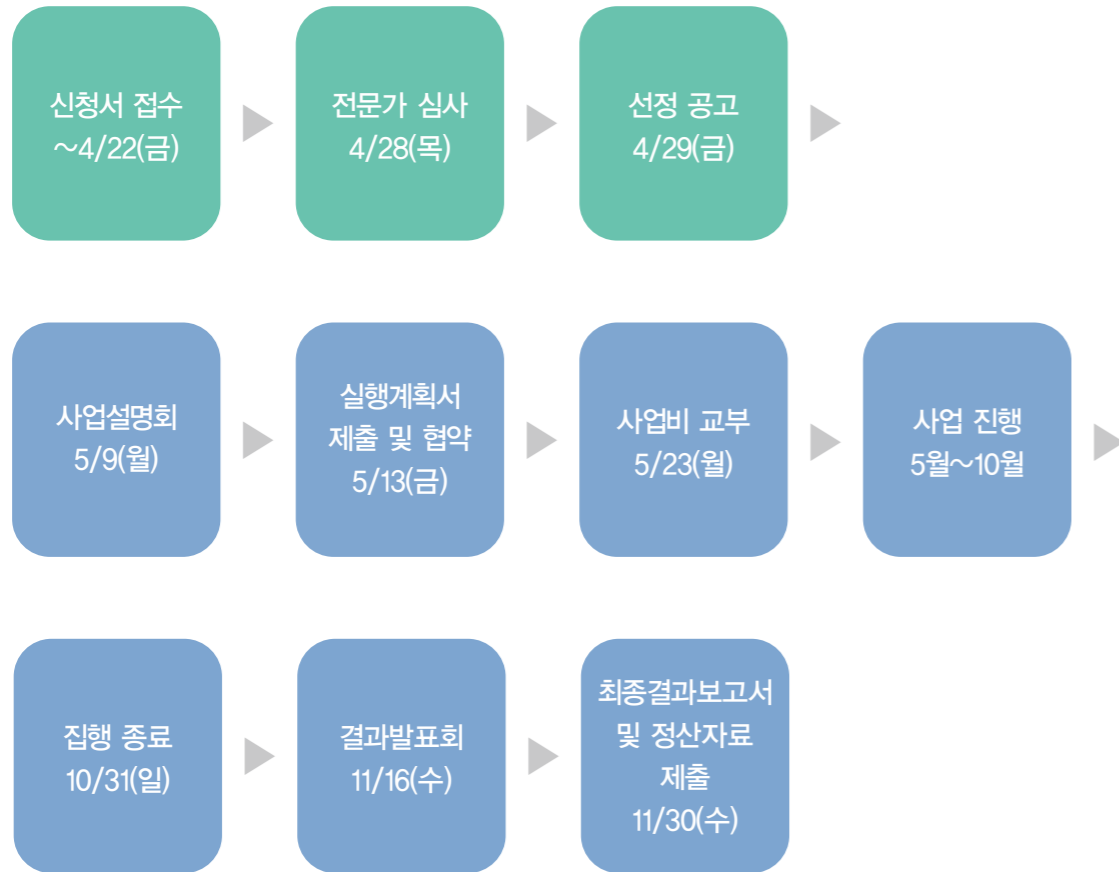 신청서 접수
~4/22(금)
전문가 심사
4/28(목)
선정 공고
4/29(금)
사업설명회
5/9(월)
실행계획서
제출 및 협약
5/13(금)
사업비 교부
5/23(월)
사업 진행
5월~10월
집행 종료
10/31(일)
결과발표회
11/16(수)
최종결과보고서
및 정산자료
제출
11/30(수)